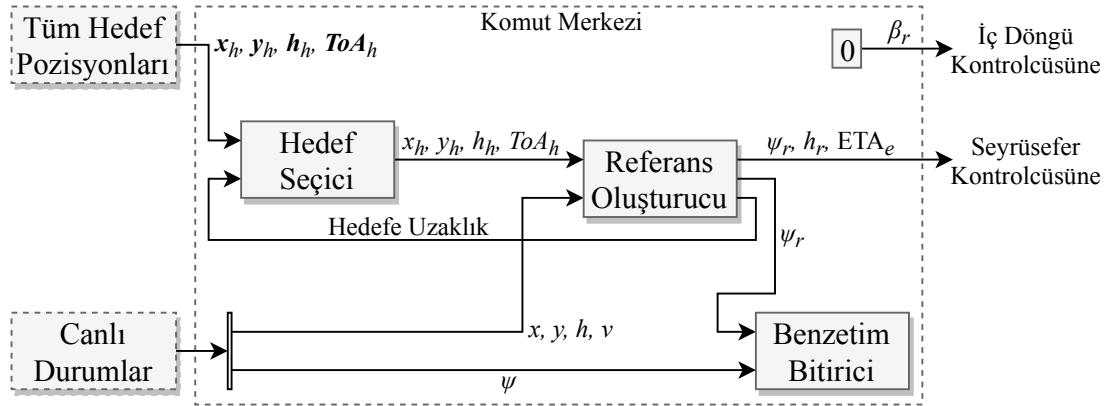 Komut Merkezi
Tüm Hedef
Pozisyonları
x_h, y_h, h_h, ToA_h
0
β_r
İç Döngü
Kontrolcüsüne
Hedef
Seçici
x_h, y_h, h_h, ToA_h
Referans
Oluşturucu
ψ_r, h_r, ETA_e
Seyrüsefer
Kontrolcüsüne
Hedefe Uzaklık
ψ_r
Canlı
Durumlar
x, y, h, v
ψ
Benzetim
Bitirici